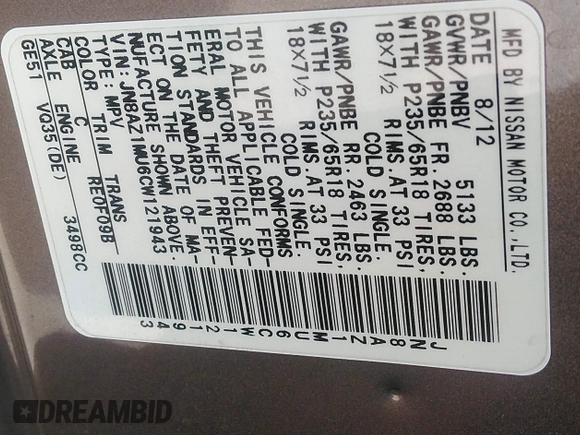 MFD BY NISSAN MOTOR CO.,LTD.
DATE 8/12
GVWR/PNBV 5133 LBS.
GAWR/PNBE FR. 2688 LBS.
WITH P235/65R18 TIRES,
18×7½ RIMS.AT 33 PSI
COLD SINGLE.
GAWR/PNBE RR. 2463 LBS.
WITH P235/65R18 TIRES,
18×7½ RIMS.AT 33 PSI
COLD SINGLE.
THIS VEHICLE CONFORMS
TO ALL APPLICABLE FED-
ERAL MOTOR VEHICLE SA-
FETY AND THEFT PREVEN-
TION STANDARDS IN EFF-
ECT ON THE DATE OF MA-
NUFACTURE SHOWN ABOVE.
VIN: JN8AZ1MU6CW121943
TYPE: MPV
COLOR TRIM TRANS
CAB C RE0F09B
AXLE ENGINE
GE51 VQ35(DE) 3498CC
JN8AZ1MU6CW121943
DREAMBID